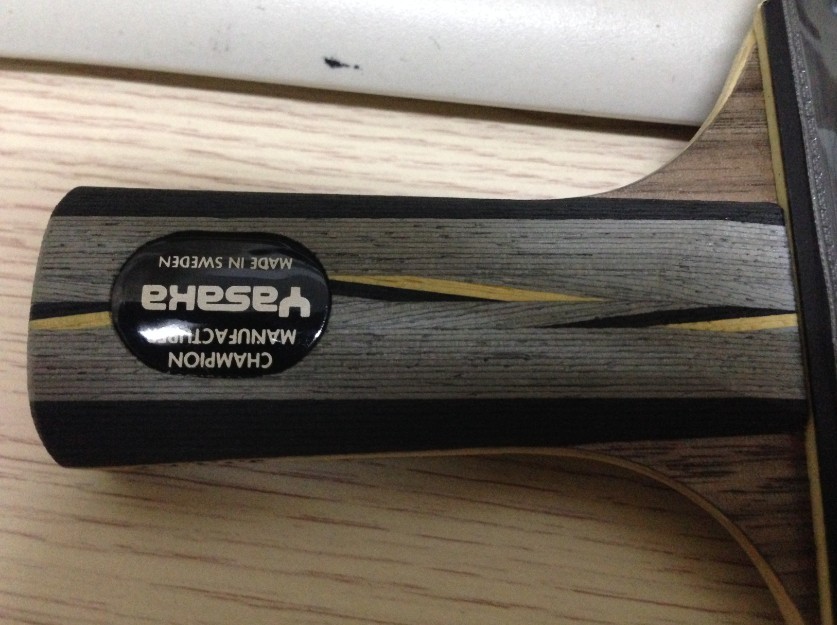 CHAMPION
MANUFACTURER
Yasaka
MADE IN SWEDEN